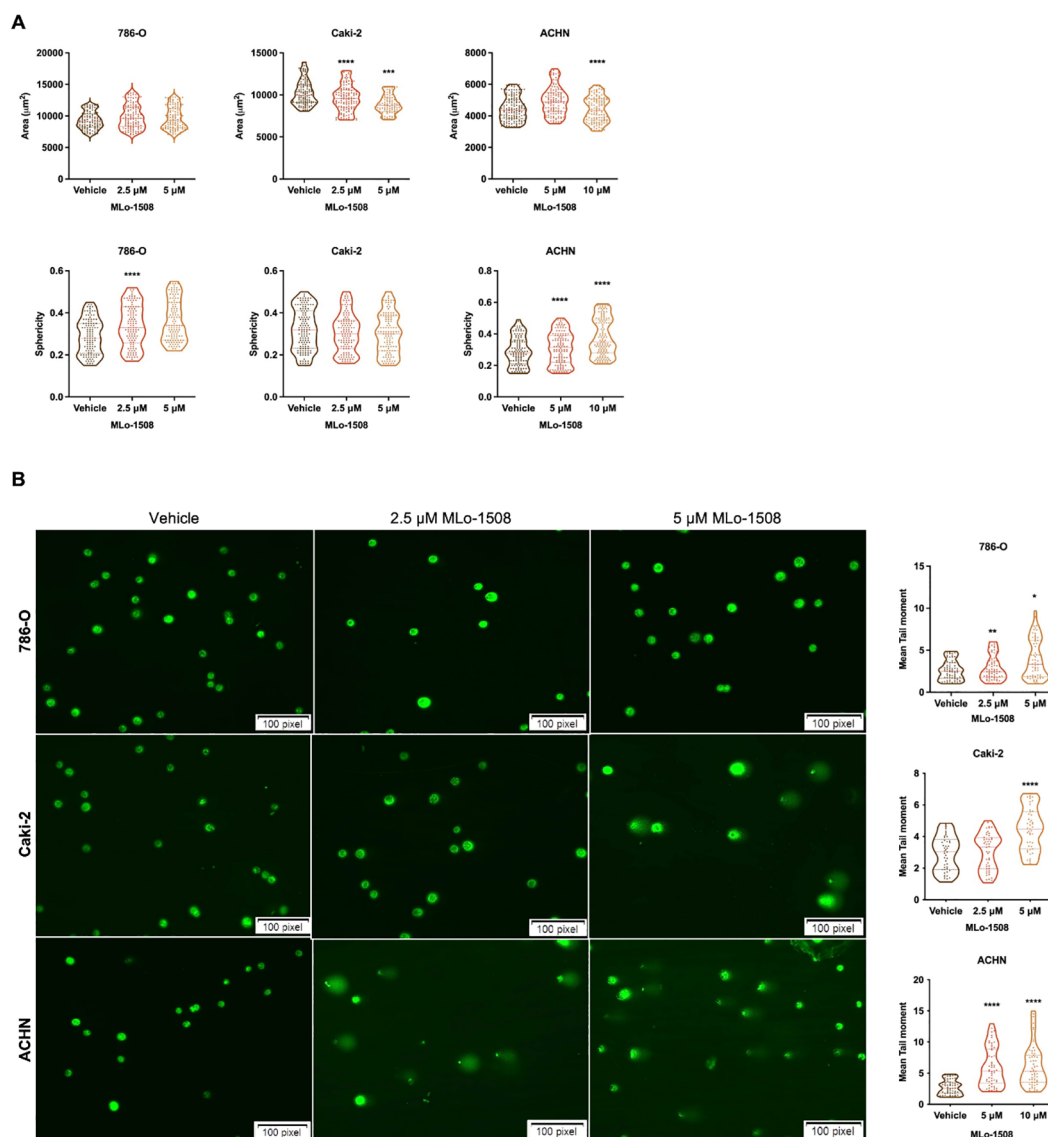 A
786-O
Caki-2
ACHN
Area (µm²)
20000
15000
10000
5000
0
Vehicle 2.5 µM 5 µM
MLo-1508
Area (µm²)
15000
10000
5000
0
**** ***
Vehicle 2.5 µM 5 µM
MLo-1508
Area (µm²)
8000
6000
4000
2000
0
****
vehicle 5 µM 10 µM
MLo-1508
786-O
Caki-2
ACHN
Sphericity
0.6
0.4
0.2
0.0
****
Vehicle 2.5 µM 5 µM
MLo-1508
Sphericity
0.6
0.4
0.2
0.0
Vehicle 2.5 µM 5 µM
MLo-1508
Sphericity
0.8
0.6
0.4
0.2
0.0
**** ****
Vehicle 5 µM 10 µM
MLo-1508
B
Vehicle 2.5 µM MLo-1508 5 µM MLo-1508
786-O
100 pixel 100 pixel 100 pixel
Caki-2
100 pixel 100 pixel 100 pixel
ACHN
100 pixel 100 pixel 100 pixel
786-O
Mean Tail moment
15
10
5
0
** *
Vehicle 2.5 µM 5 µM
MLo-1508
Caki-2
Mean Tail moment
8
6
4
2
0
****
Vehicle 2.5 µM 5 µM
MLo-1508
ACHN
Mean Tail moment
20
15
10
5
0
**** ****
Vehicle 5 µM 10 µM
MLo-1508